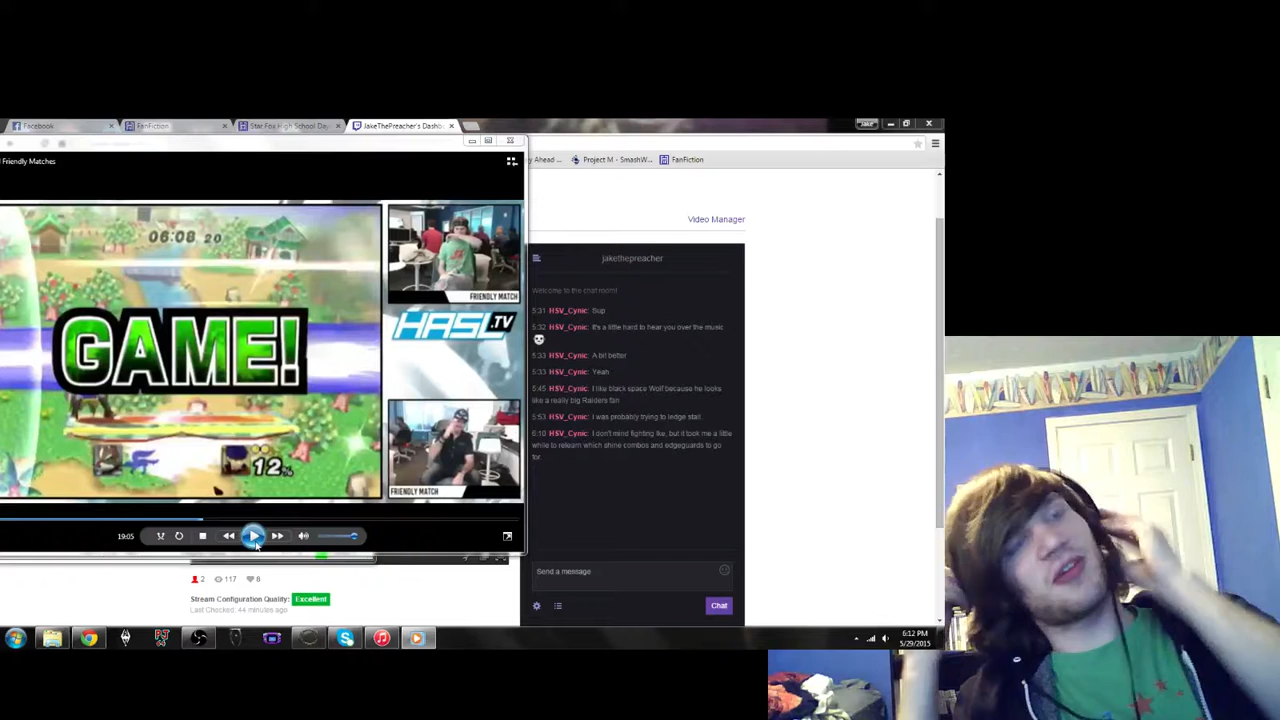 Facebook
FanFiction
Star Fox High School Day
JakeThePreacher's Dashbo
Jake
Friendly Matches
y Ahead ...
Project M - SmashW...
FanFiction
Video Manager
06:08 20
GAME!
12%
FRIENDLY MATCH
HASL.TV
FRIENDLY MATCH
jakethepreacher
Welcome to the chat room!
5:31 HSV_Cynic: Sup
5:32 HSV_Cynic: It's a little hard to hear you over the music
5:33 HSV_Cynic: A bit better
5:33 HSV_Cynic: Yeah
5:45 HSV_Cynic: I like black space Wolf because he looks
like a really big Raiders fan
5:53 HSV_Cynic: I was probably trying to ledge stall.
6:10 HSV_Cynic: I don't mind fighting Ike, but it took me a little
while to relearn which shine combos and edgeguards to go
for.
Send a message
Chat
19:05
2 117 8
Stream Configuration Quality: Excellent
Last Checked: 44 minutes ago
6:12 PM
5/29/2015